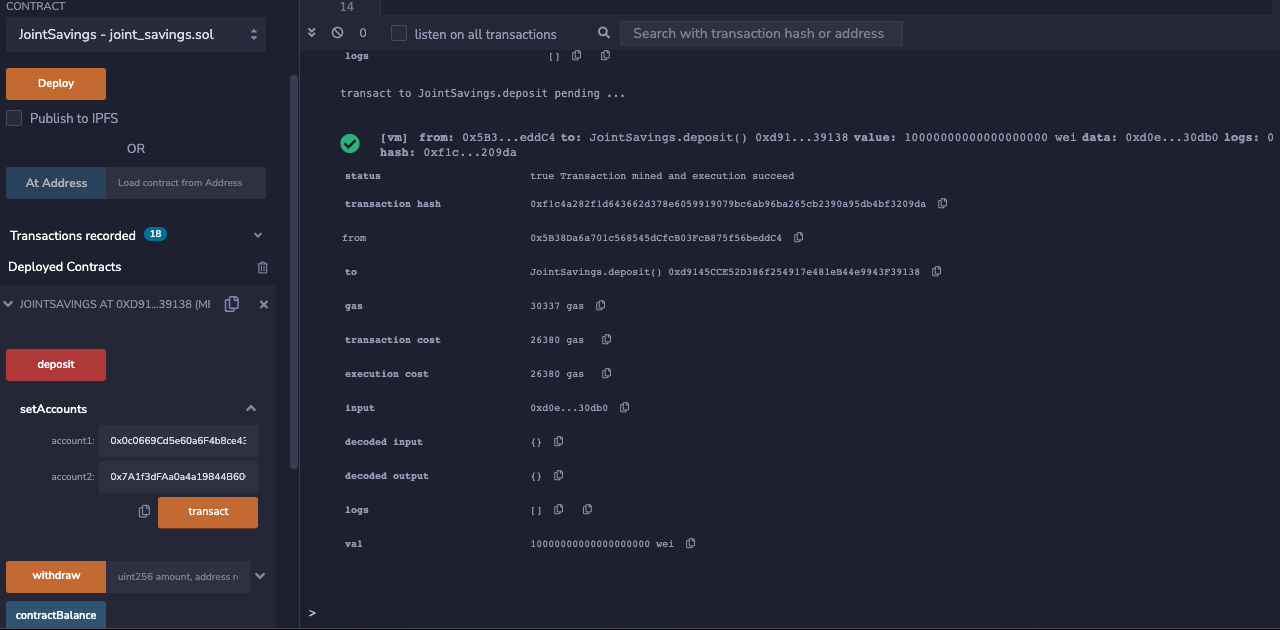 CONTRACT
JointSavings - joint_savings.sol
Deploy
Publish to IPFS
OR
At Address Load contract from Address
Transactions recorded 18
Deployed Contracts
JOINTSAVINGS AT 0XD91...39138 (ME
deposit
setAccounts
account1: 0x0c0669Cd5e60a6F4b8ce43
account2: 0x7A1f3dFAa0a4a19844B60
transact
withdraw uint256 amount, address r
contractBalance
14
0 listen on all transactions Search with transaction hash or address
logs []
transact to JointSavings.deposit pending ...
[vm] from: 0x5B3...eddC4 to: JointSavings.deposit() 0xd91...39138 value: 10000000000000000000 wei data: 0xd0e...30db0 logs: 0
hash: 0xf1c...209da
status true Transaction mined and execution succeed
transaction hash 0xf1c4a282f1d643662d378e6059919079bc6ab96ba265cb2390a95db4bf3209da
from 0x5B38Da6a701c568545dCfcB03FcB875f56beddC4
to JointSavings.deposit() 0xd9145CCE52D386f254917e481eB44e9943F39138
gas 30337 gas
transaction cost 26380 gas
execution cost 26380 gas
input 0xd0e...30db0
decoded input {}
decoded output {}
logs []
val 10000000000000000000 wei
>